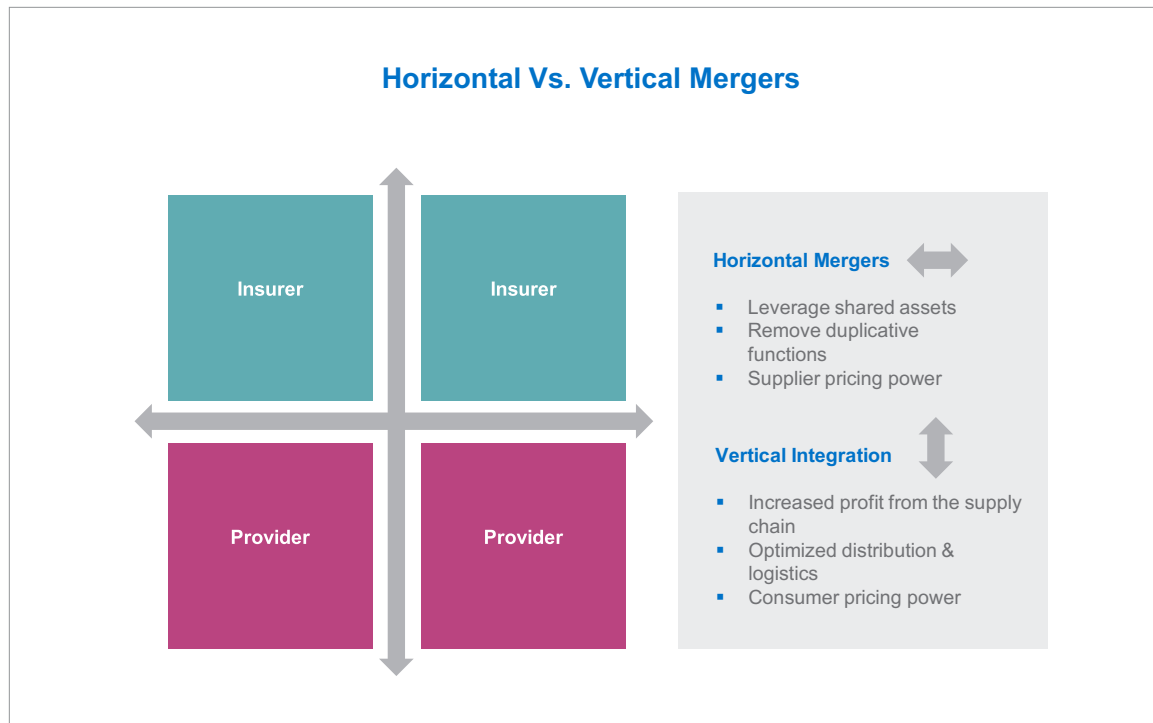 Horizontal Vs. Vertical Mergers
Insurer
Insurer
Provider
Provider
Horizontal Mergers
▪ Leverage shared assets
▪ Remove duplicative
functions
▪ Supplier pricing power
Vertical Integration
▪ Increased profit from the supply
chain
▪ Optimized distribution &
logistics
▪ Consumer pricing power